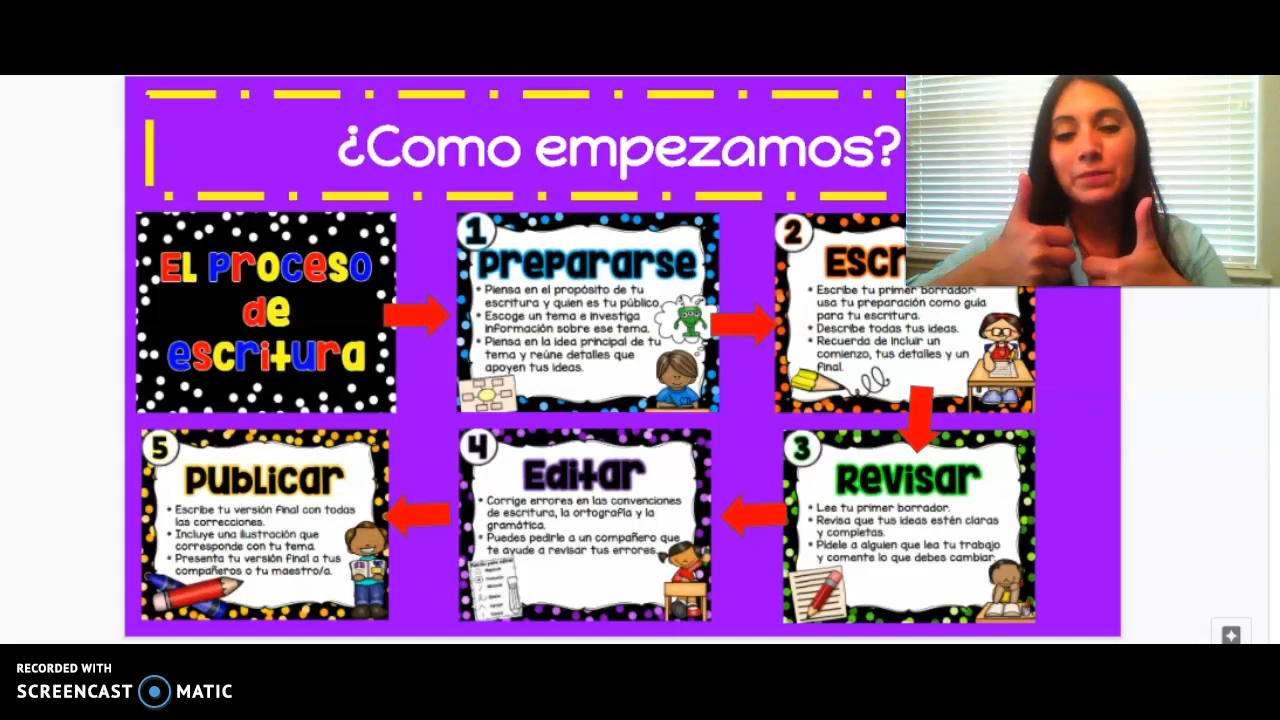 ¿Como empezamos?
El proceso
de
escritura
1
Prepararse
• Piensa en el propósito de tu
escritura y quien es tu público.
• Escoge un tema e investiga
información sobre ese tema.
• Piensa en la idea principal de tu
tema y reúne detalles que
apoyen tus ideas.
2
Escr
• Escribe tu primer borrador
usa tu preparación como guía
para tu escritura.
• Describe todas tus ideas.
• Recuerda de incluir un
comienzo, tus detalles y un
final.
3
Revisar
• Lee tu primer borrador.
• Revisa que tus ideas estén claras
y completas.
• Pídele a alguien que lea tu trabajo
y comente lo que debes cambiar.
4
Editar
• Corrige errores en las convenciones
de escritura, la ortografía y la
gramática.
• Puedes pedirle a un compañero que
te ayude a revisar tus errores.
5
Publicar
• Escribe tu versión final con todas
las correcciones.
• Incluye una ilustración que
corresponde con tu tema.
• Presenta tu versión final a tus
compañeros o tu maestro/a.
RECORDED WITH
SCREENCAST MATIC